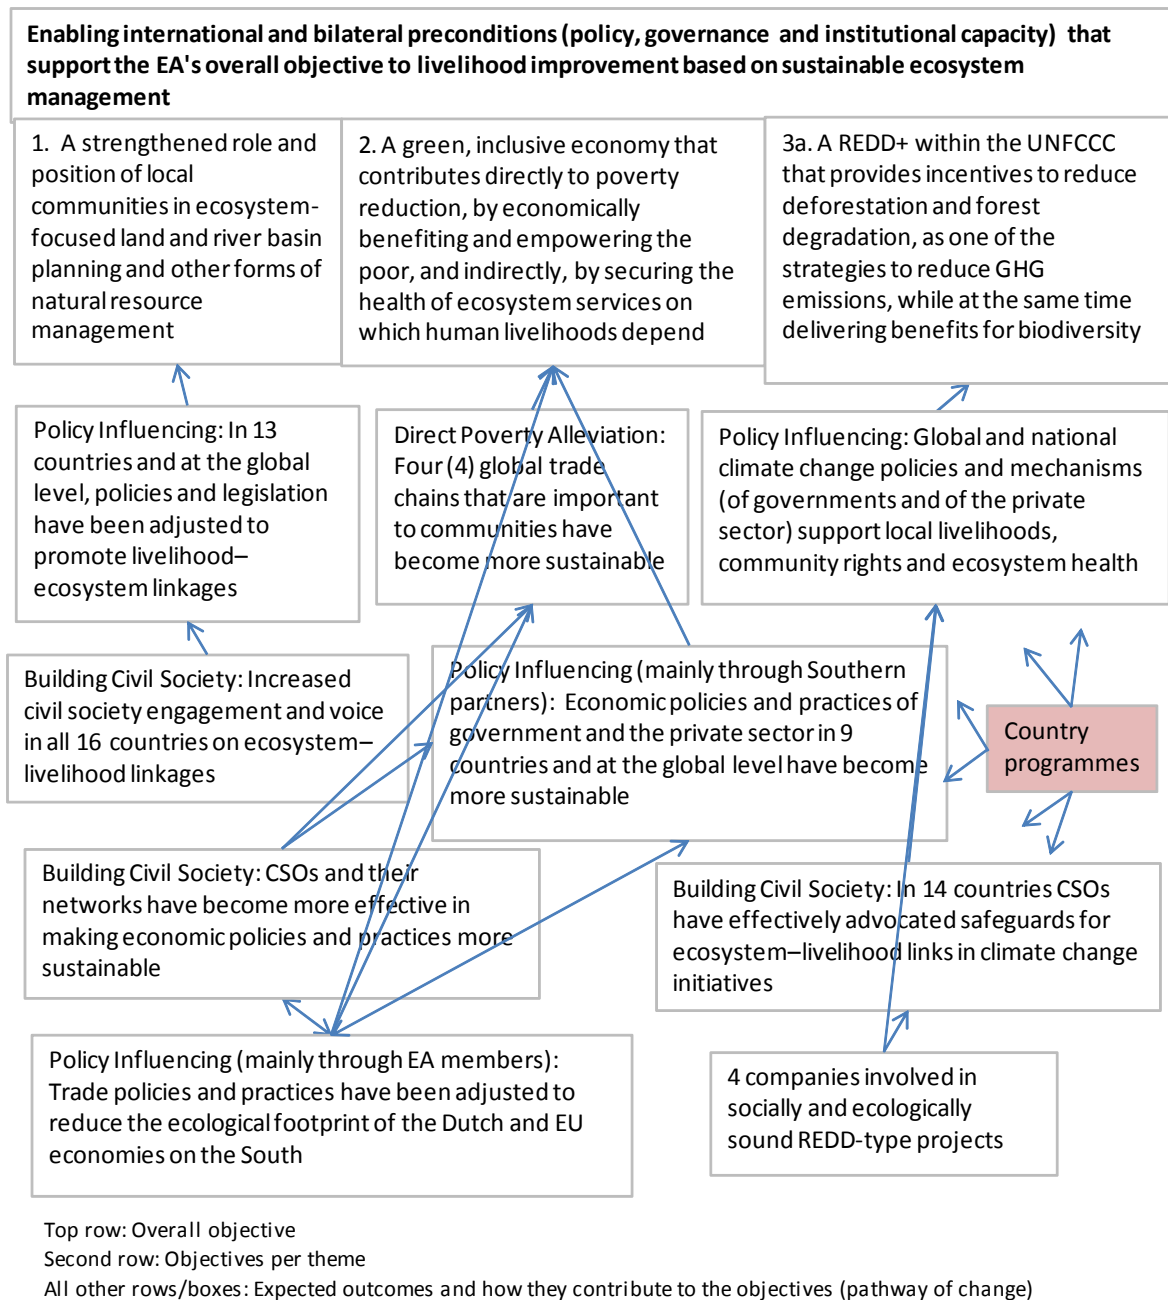 Enabling international and bilateral preconditions (policy, governance and institutional capacity) that
support the EA's overall objective to livelihood improvement based on sustainable ecosystem
management
1. A strengthened role and
position of local
communities in ecosystem-
focused land and river basin
planning and other forms of
natural resource
management
2. A green, inclusive economy that
contributes directly to poverty
reduction, by economically
benefiting and empowering the
poor, and indirectly, by securing the
health of ecosystem services on
which human livelihoods depend
3a. A REDD+ within the UNFCCC
that provides incentives to reduce
deforestation and forest
degradation, as one of the
strategies to reduce GHG
emissions, while at the same time
delivering benefits for biodiversity
Policy Influencing: In 13
countries and at the global
level, policies and legislation
have been adjusted to
promote livelihood–
ecosystem linkages
Direct Poverty Alleviation:
Four (4) global trade
chains that are important
to communities have
become more sustainable
Policy Influencing: Global and national
climate change policies and mechanisms
(of governments and of the private
sector) support local livelihoods,
community rights and ecosystem health
Building Civil Society: Increased
civil society engagement and voice
in all 16 countries on ecosystem–
livelihood linkages
Policy Influencing (mainly through Southern
partners): Economic policies and practices of
government and the private sector in 9
countries and at the global level have become
more sustainable
Country
programmes
Building Civil Society: CSOs and their
networks have become more effective in
making economic policies and practices more
sustainable
Building Civil Society: In 14 countries CSOs
have effectively advocated safeguards for
ecosystem–livelihood links in climate change
initiatives
Policy Influencing (mainly through EA members):
Trade policies and practices have been adjusted to
reduce the ecological footprint of the Dutch and EU
economies on the South
4 companies involved in
socially and ecologically
sound REDD-type projects
Top row: Overall objective
Second row: Objectives per theme
All other rows/boxes: Expected outcomes and how they contribute to the objectives (pathway of change)